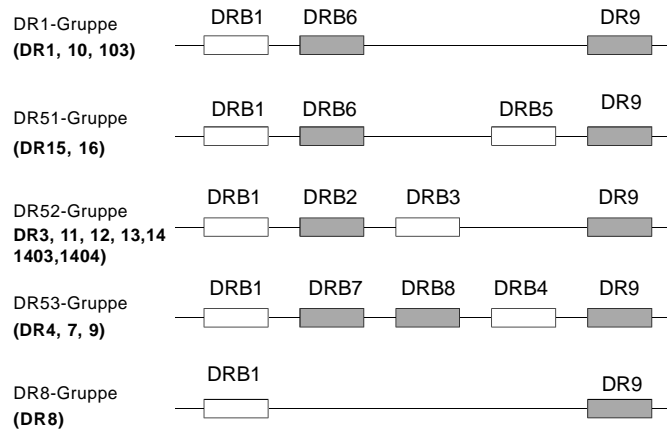 DRB1 DRB6 DR9
DR1-Gruppe
(DR1, 10, 103)
DRB1 DRB6 DRB5 DR9
DR51-Gruppe
(DR15, 16)
DRB1 DRB2 DRB3 DR9
DR52-Gruppe
DR3, 11, 12, 13,14
1403,1404)
DRB1 DRB7 DRB8 DRB4 DR9
DR53-Gruppe
(DR4, 7, 9)
DRB1 DR9
DR8-Gruppe
(DR8)